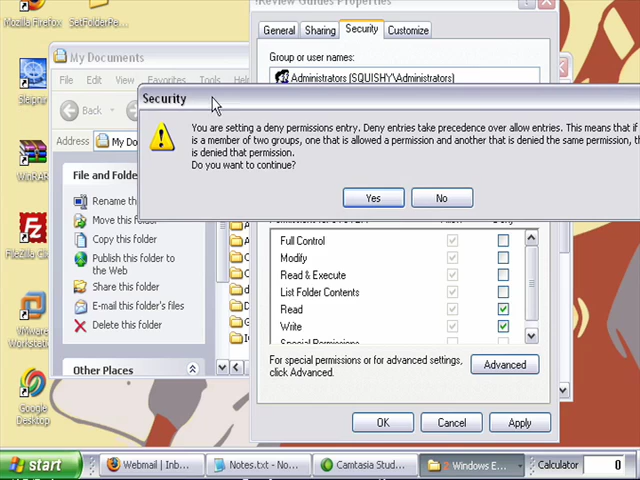 !Review Guides Properties
Mozilla Firefox
SetFolderP...
General Sharing Security Customize
My Documents
Group or user names:
File Edit View Favorites Tools
Administrators (SQUISHY\Administrators)
Slapnir
Security
Back
You are setting a deny permissions entry. Deny entries take precedence over allow entries. This means that if
is a member of two groups, one that is allowed a permission and another that is denied the same permission,
is denied that permission.
Do you want to continue?
Address My Do
WinRAR
Yes No
File and Folder
Rename
Move this folder
Full Control
Copy this folder
Modify
FileZilla
Publish this folder to
the Web
Read & Execute
Share this folder
List Folder Contents
E-mail this folder's files
Read
Delete this folder
Write
VMware
Workstat
Other Places
For special permissions or for advanced settings,
click Advanced.
Advanced
Google
Desktop
OK Cancel Apply
start Webmail | Inb... Notes.txt - No... Camtasia Stud... 2 Windows E... Calculator 0